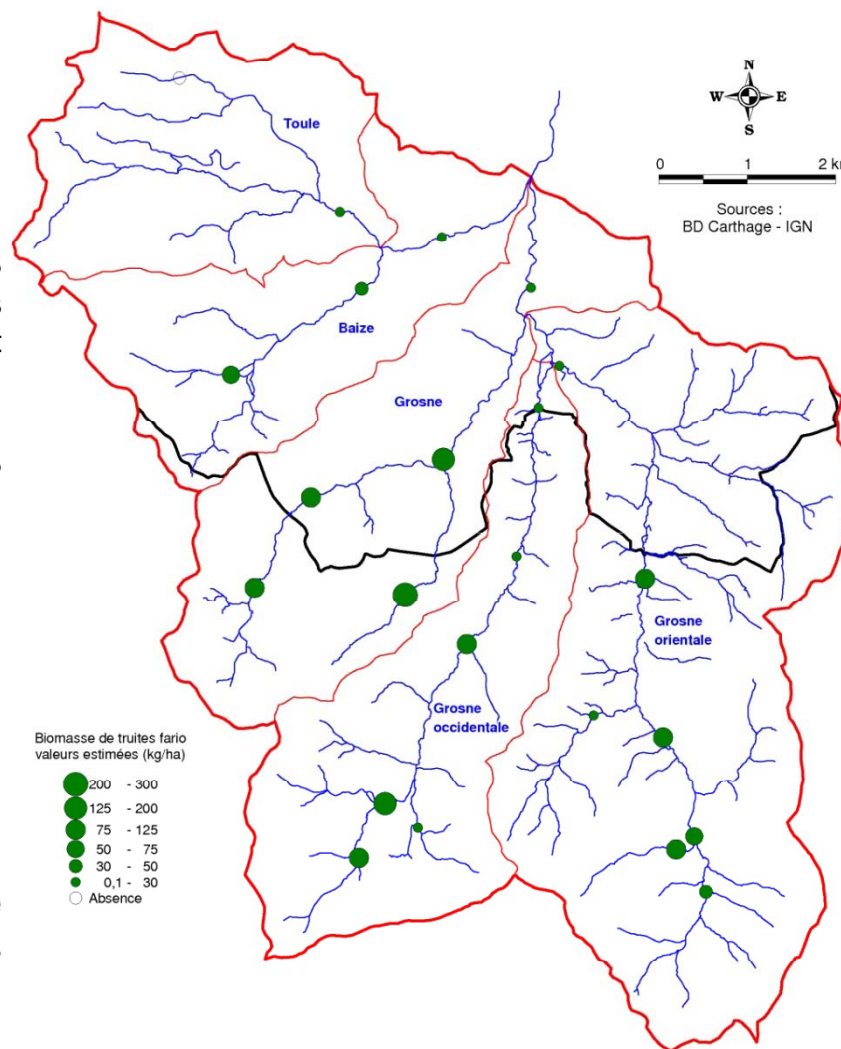 N
W E
S
0 1 2 km
Sources :
BD Carthage - IGN
Toule
Baize
Grosne
Grosne
orientale
Grosne
occidentale
Biomasse de truites fario
valeurs estimées (kg/ha)
200 - 300
125 - 200
75 - 125
50 - 75
30 - 50
0,1 - 30
Absence